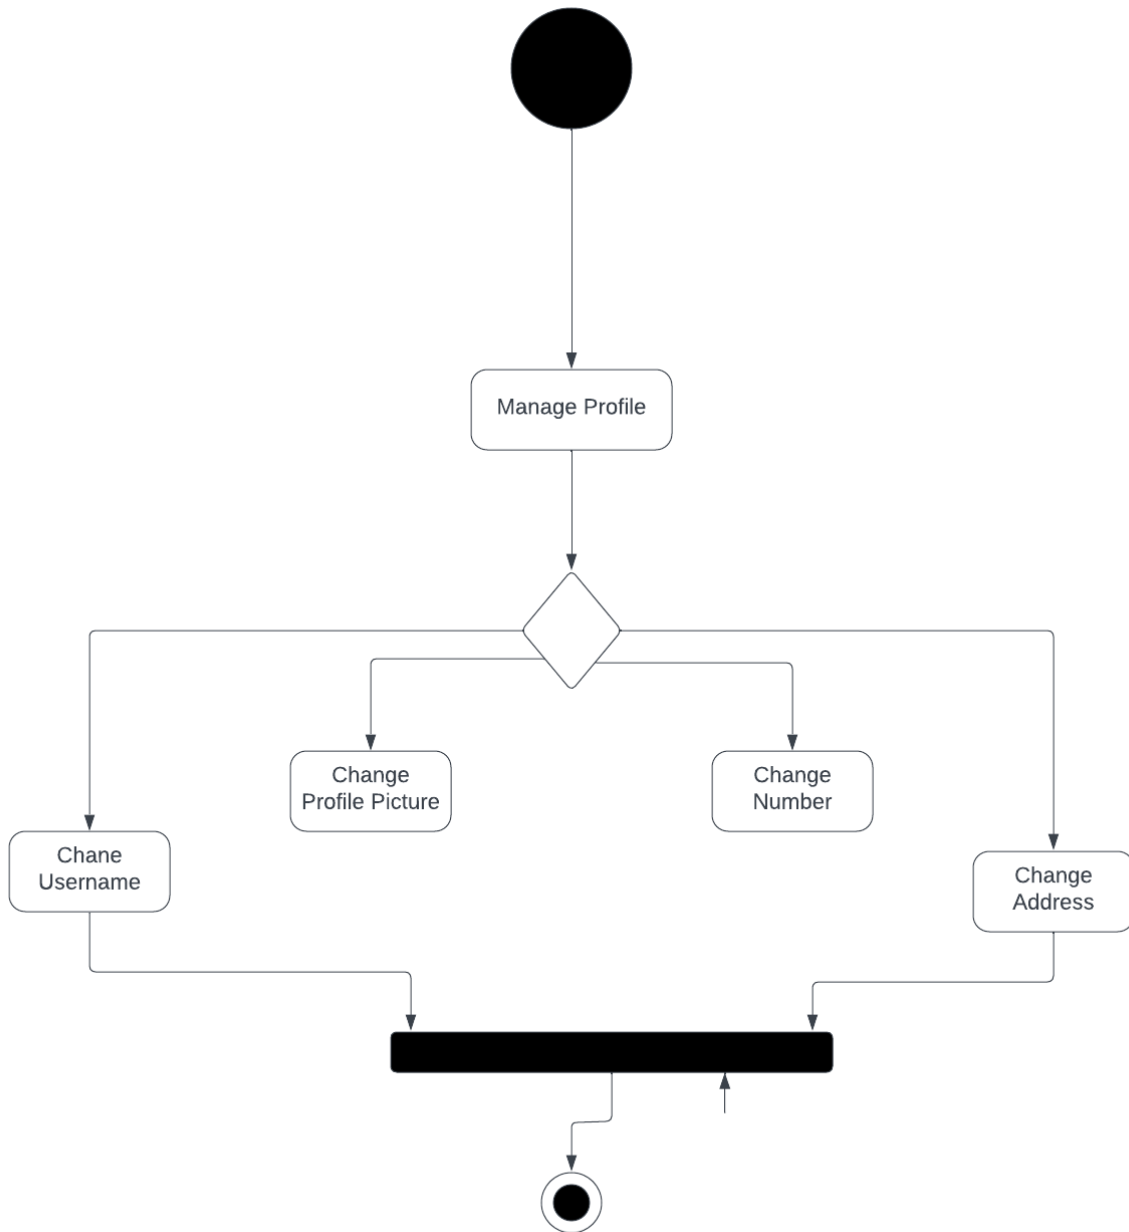 Manage Profile
Change
Profile Picture
Change
Number
Chane
Username
Change
Address